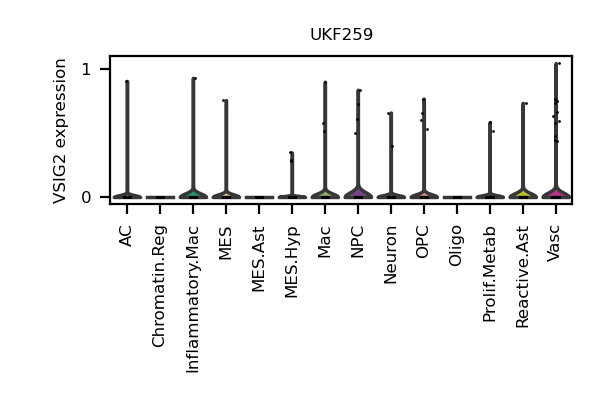 UKF259
VSIG2 expression
1
0
AC
Chromatin.Reg
Inflammatory.Mac
MES
MES.Ast
MES.Hyp
Mac
NPC
Neuron
OPC
Oligo
Prolif.Metab
Reactive.Ast
Vasc